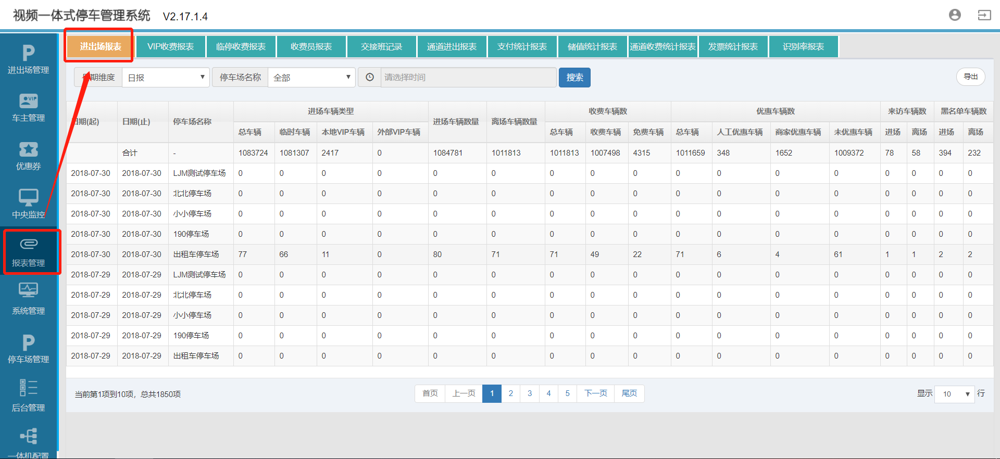 视频一体式停车管理系统 V2.17.1.4
进出场管理
车主管理
优惠券
中央监控
报表管理
系统管理
停车场管理
后台管理
一体机配置
进出场报表 VIP收费报表 临停收费报表 收费员报表 交接班记录 通道进出报表 支付统计报表 储值统计报表 通道收费统计报表 发票统计报表 识别率报表
日期维度 日报 停车场名称 全部 请选择时间 搜索 导出
日期(起) 日期(止) 停车场名称 进场车辆类型 进场车辆数量 离场车辆数量 收费车辆数 优惠车辆数 来访车辆数 黑名单车辆数
总车辆 临时车辆 本地VIP车辆 外部VIP车辆 总车辆 收费车辆 免费车辆 总车辆 人工优惠车辆 商家优惠车辆 未优惠车辆 进场 离场 进场 离场
合计 - 1083724 1081307 2417 0 1084781 1011813 1011813 1007498 4315 1011659 348 1652 1009372 78 58 394 232
2018-07-30 2018-07-30 LJM测试停车场 0 0 0 0 0 0 0 0 0 0 0 0 0 0 0 0 0
2018-07-30 2018-07-30 北北停车场 0 0 0 0 0 0 0 0 0 0 0 0 0 0 0 0 0
2018-07-30 2018-07-30 小小停车场 0 0 0 0 0 0 0 0 0 0 0 0 0 0 0 0 0
2018-07-30 2018-07-30 190停车场 0 0 0 0 0 0 0 0 0 0 0 0 0 0 0 0 0
2018-07-30 2018-07-30 出租车停车场 77 66 11 0 80 71 71 49 22 71 6 4 61 1 1 2 2
2018-07-29 2018-07-29 LJM测试停车场 0 0 0 0 0 0 0 0 0 0 0 0 0 0 0 0 0
2018-07-29 2018-07-29 北北停车场 0 0 0 0 0 0 0 0 0 0 0 0 0 0 0 0 0
2018-07-29 2018-07-29 小小停车场 0 0 0 0 0 0 0 0 0 0 0 0 0 0 0 0 0
2018-07-29 2018-07-29 190停车场 0 0 0 0 0 0 0 0 0 0 0 0 0 0 0 0 0
2018-07-29 2018-07-29 出租车停车场 0 0 0 0 0 0 0 0 0 0 0 0 0 0 0 0 0
当前第1项到10项，总共1850项 首页 上一页 1 2 3 4 5 下一页 尾页 显示 10 行